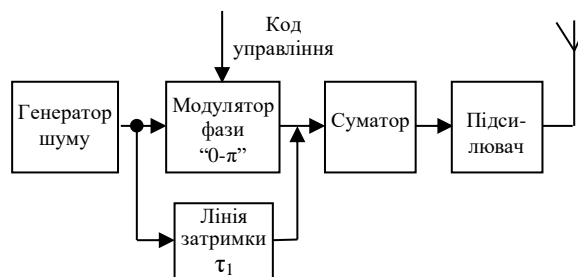 Код
управління
Генератор
шуму
Модулятор
фази
“0-π”
Суматор
Підси-
лювач
Лінія
затримки
τ1